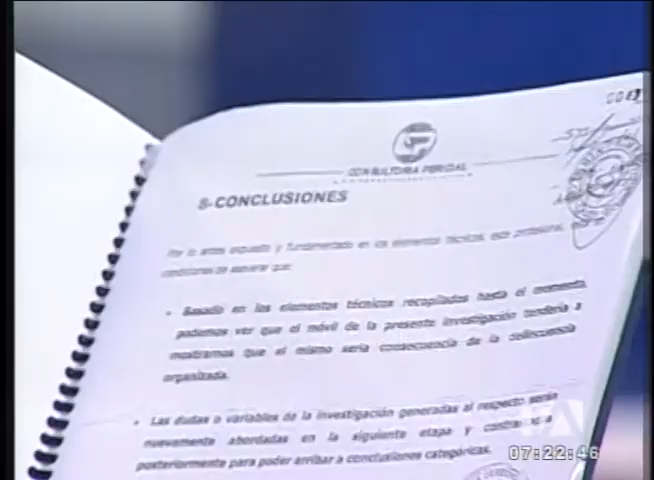 CONSULTORIA PERICIAL
8-CONCLUSIONES
Por lo antes expuesto y fundamentado en los elementos técnicos, este profesional,
condiciones de aseverar que:
• Basado en los elementos técnicos recopilados hasta el momento,
podemos ver que el móvil de la presente investigación tendería a
mostrarnos que el mismo sería consecuencia de la delincuencia
organizada.
• Las dudas o variables de la investigación generadas al respecto serán
nuevamente abordadas en la siguiente etapa y
posteriormente para poder arribar a conclusiones categóricas.
07:22:46